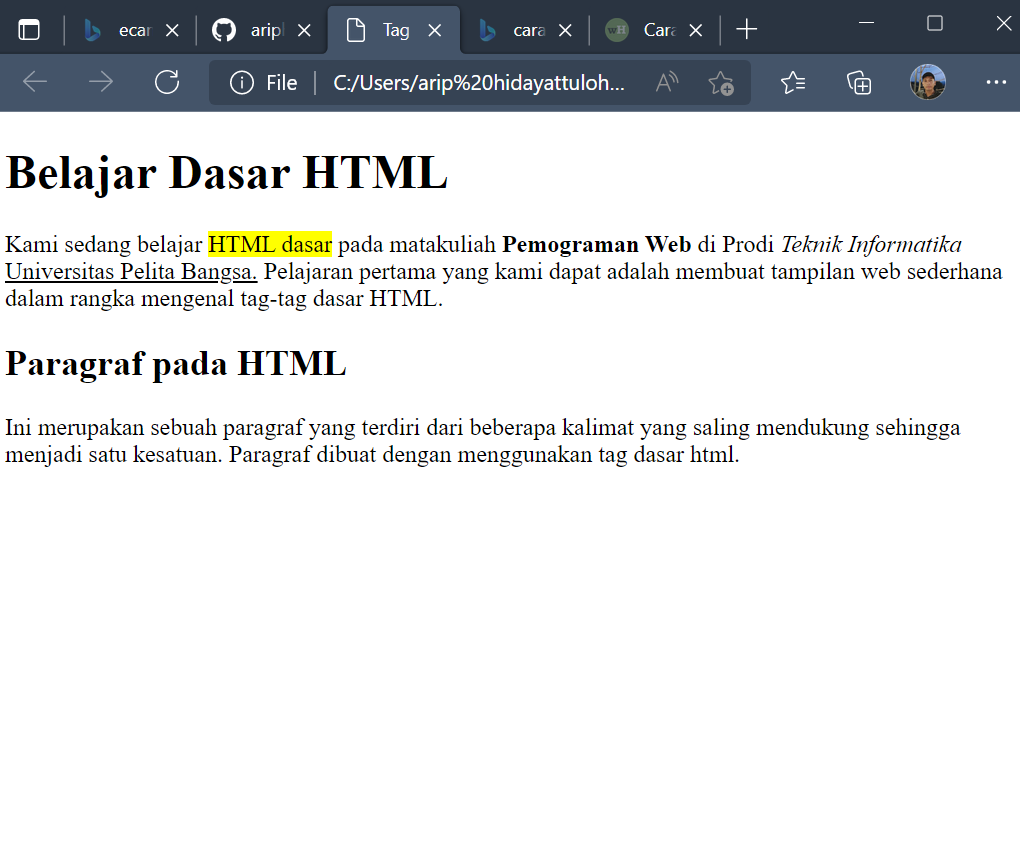 ecar
arip
Tag
cara
wH
Cara
File
C:/Users/arip%20hidayattuloh...
Belajar Dasar HTML
Kami sedang belajar HTML dasar pada matakuliah Pemograman Web di Prodi Teknik Informatika
Universitas Pelita Bangsa. Pelajaran pertama yang kami dapat adalah membuat tampilan web sederhana
dalam rangka mengenal tag-tag dasar HTML.
Paragraf pada HTML
Ini merupakan sebuah paragraf yang terdiri dari beberapa kalimat yang saling mendukung sehingga
menjadi satu kesatuan. Paragraf dibuat dengan menggunakan tag dasar html.